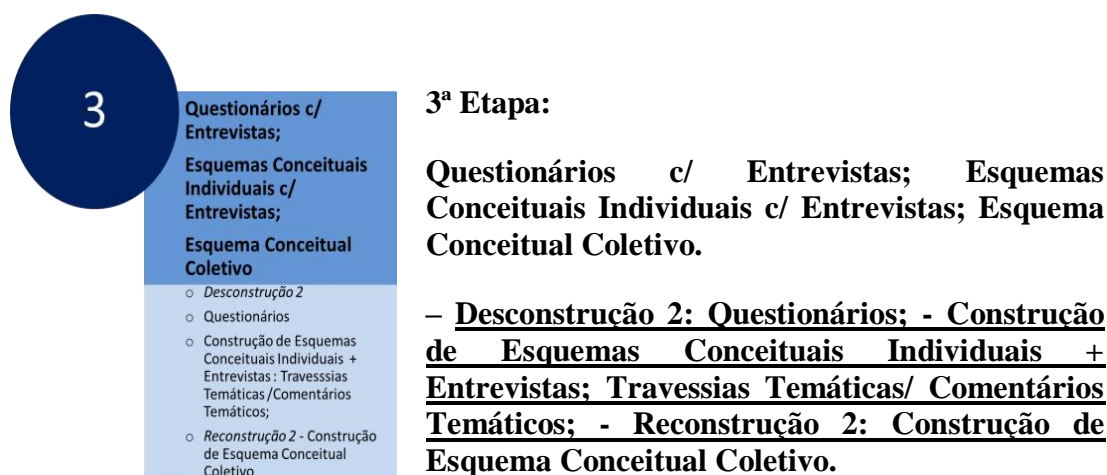 3
Questionários c/
Entrevistas;
Esquemas Conceituais
Individuais c/
Entrevistas;
Esquema Conceitual
Coletivo
o Desconstrução 2
o Questionários
o Construção de Esquemas
Conceituais Individuais +
Entrevistas : Travesssias
Temáticas /Comentários
Temáticos;
o Reconstrução 2 - Construção
de Esquema Conceitual
Coletivo
3ª Etapa:
Questionários c/ Entrevistas; Esquemas
Conceituais Individuais c/ Entrevistas; Esquema
Conceitual Coletivo.
– Desconstrução 2: Questionários; - Construção
de Esquemas Conceituais Individuais +
Entrevistas; Travessias Temáticas/ Comentários
Temáticos; - Reconstrução 2: Construção de
Esquema Conceitual Coletivo.